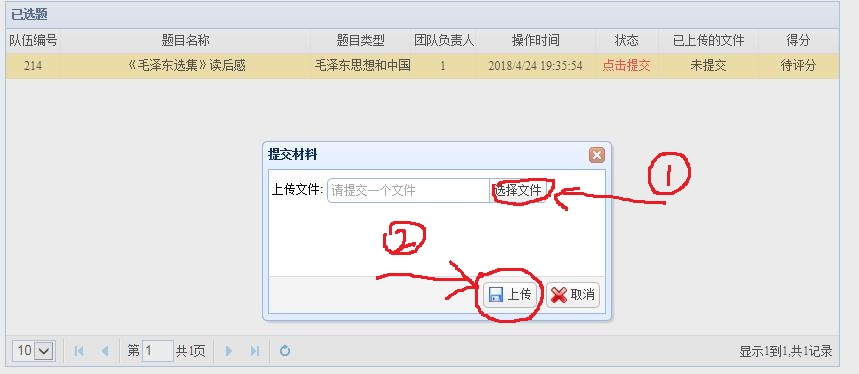 已选题
队伍编号 题目名称 题目类型 团队负责人 操作时间 状态 已上传的文件 得分
214 《毛泽东选集》读后感 毛泽东思想和中国 1 2018/4/24 19:35:54 点击提交 未提交 待评分
提交材料
①
上传文件: 请提交一个文件 选择文件
②
上传 取消
10 第 1 共1页 显示1到1,共1记录